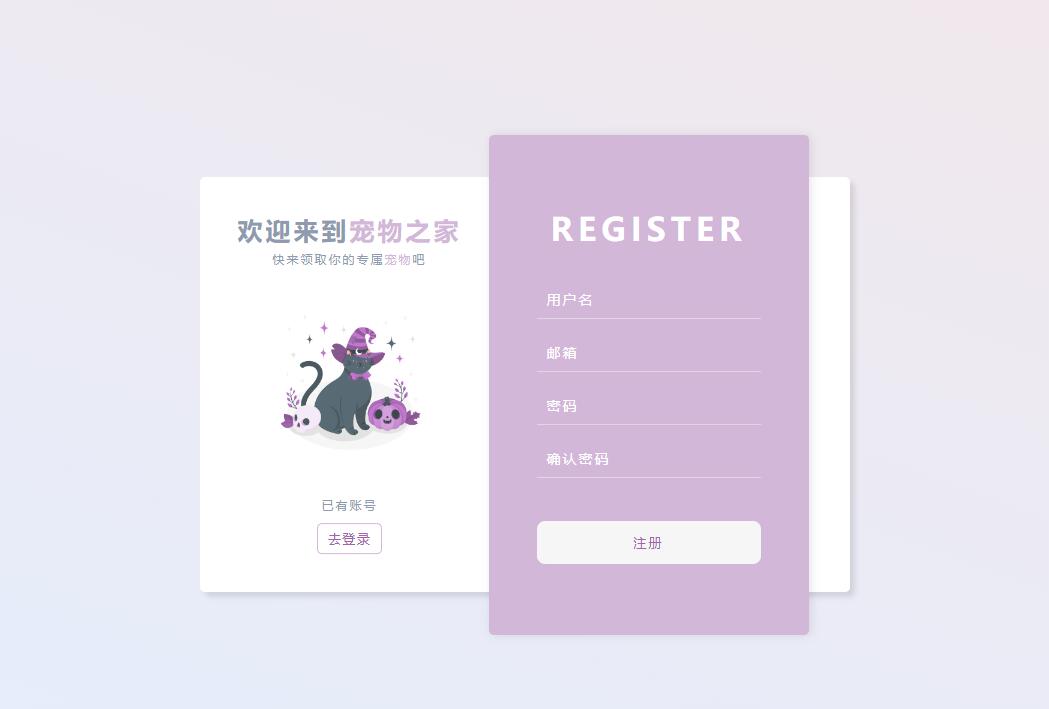 欢迎来到宠物之家
快来领取你的专属宠物吧
已有账号
去登录
REGISTER
用户名
邮箱
密码
确认密码
注册